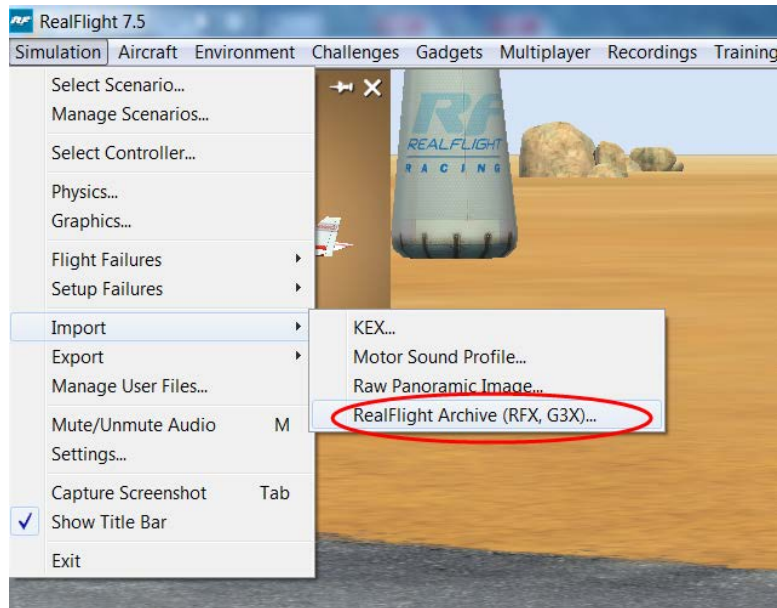 RF RealFlight 7.5
Simulation Aircraft Environment Challenges Gadgets Multiplayer Recordings Training
Select Scenario...
Manage Scenarios...
Select Controller...
Physics...
Graphics...
Flight Failures
Setup Failures
Import
Export
Manage User Files...
Mute/Unmute Audio M
Settings...
Capture Screenshot Tab
Show Title Bar
Exit
KEX...
Motor Sound Profile...
Raw Panoramic Image...
RealFlight Archive (RFX, G3X)...
RF
REALFLIGHT
RACING